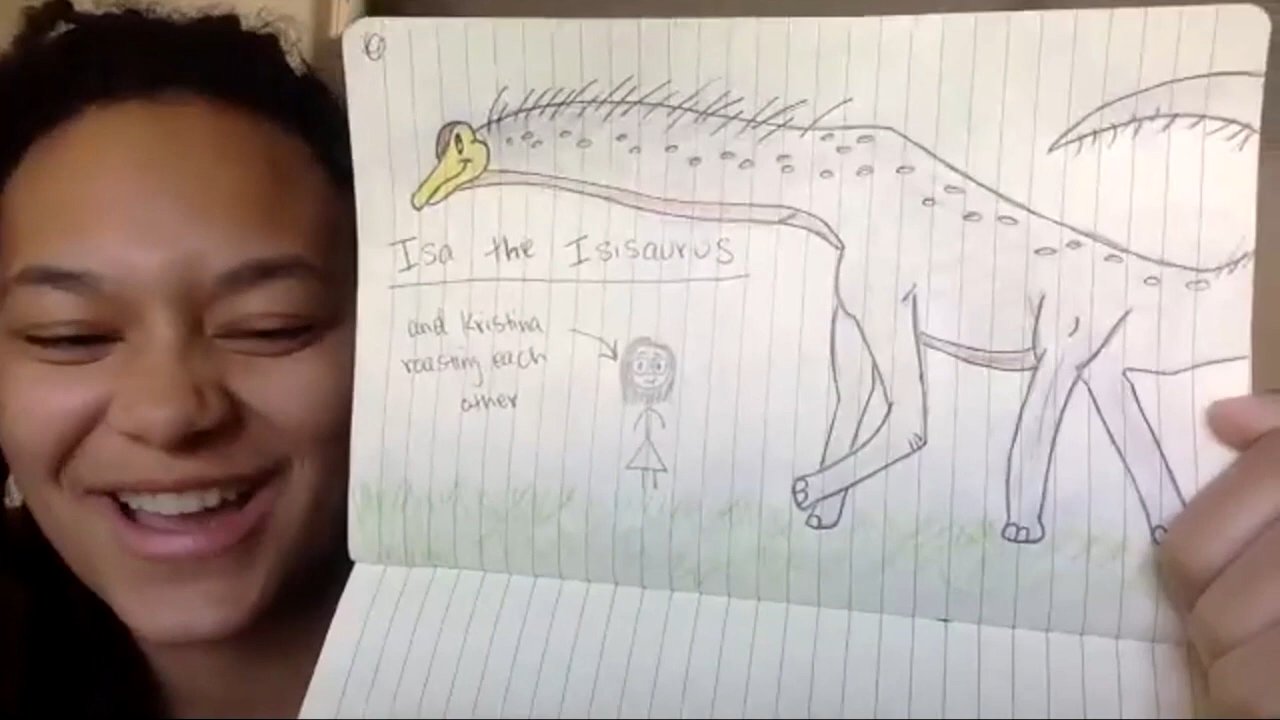 Isa the Isisaurus
and Kristina
roasting each
other